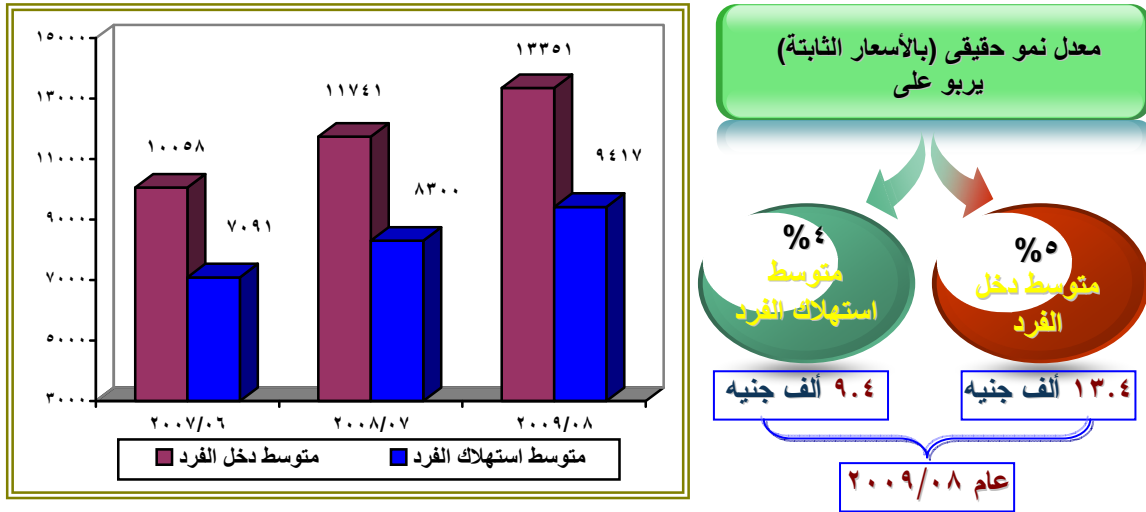 معدل نمو حقيقى (بالأسعار الثابتة)
يربو على
%٥
متوسط دخل
الفرد
%٤
متوسط
استهلاك الفرد
١٣.٤ ألف جنيه
٩.٤ ألف جنيه
عام ٢٠٠٩/٠٨
١٥٠٠٠
١٣٠٠٠
١١٠٠٠
٩٠٠٠
٧٠٠٠
٥٠٠٠
٣٠٠٠
١٠٠٥٨
٧٠٩١
١١٧٤١
٨٣٠٠
١٣٣٥١
٩٤١٧
٢٠٠٧/٠٦
٢٠٠٨/٠٧
٢٠٠٩/٠٨
متوسط دخل الفرد
متوسط استهلاك الفرد